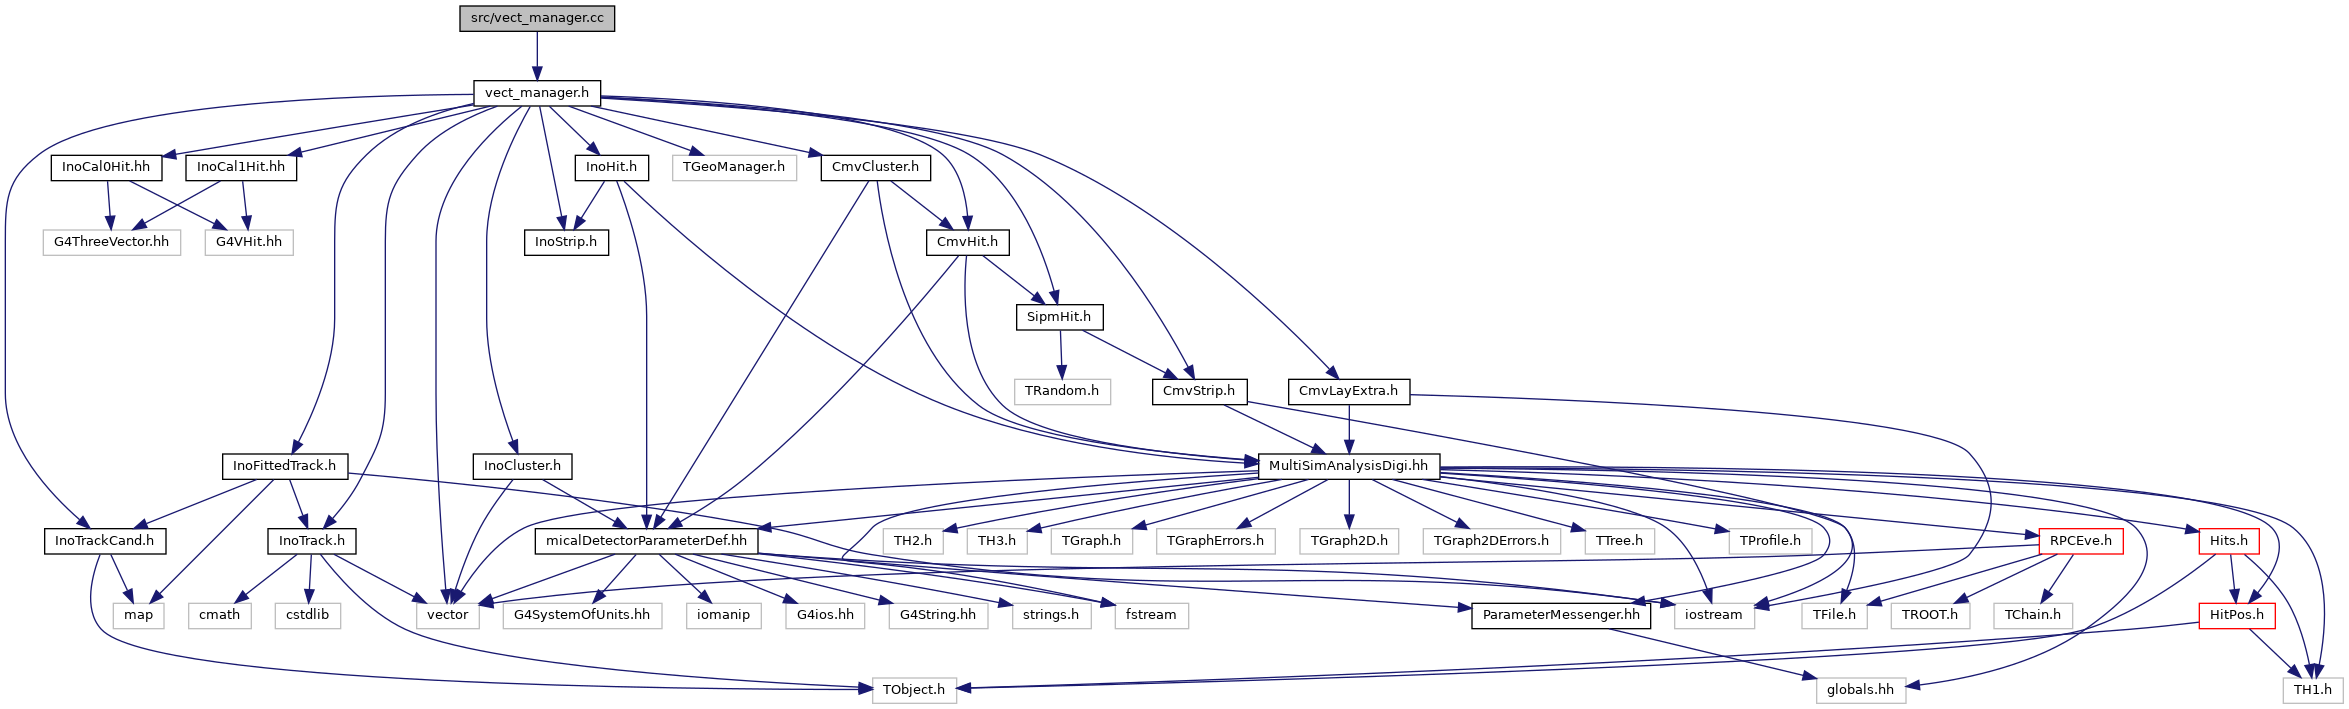 src/vect_manager.cc
vect_manager.h
InoCal0Hit.hh
InoCal1Hit.hh
InoHit.h
TGeoManager.h
CmvCluster.h
G4ThreeVector.hh
G4VHit.hh
InoStrip.h
CmvHit.h
SipmHit.h
TRandom.h
CmvStrip.h
CmvLayExtra.h
InoFittedTrack.h
InoCluster.h
MultiSimAnalysisDigi.hh
InoTrackCand.h
InoTrack.h
micalDetectorParameterDef.hh
TH2.h
TH3.h
TGraph.h
TGraphErrors.h
TGraph2D.h
TGraph2DErrors.h
TTree.h
TProfile.h
RPCEve.h
Hits.h
map
cmath
cstdlib
vector
G4SystemOfUnits.hh
iomanip
G4ios.hh
G4String.hh
strings.h
fstream
ParameterMessenger.hh
iostream
TFile.h
TROOT.h
TChain.h
HitPos.h
TObject.h
globals.hh
TH1.h